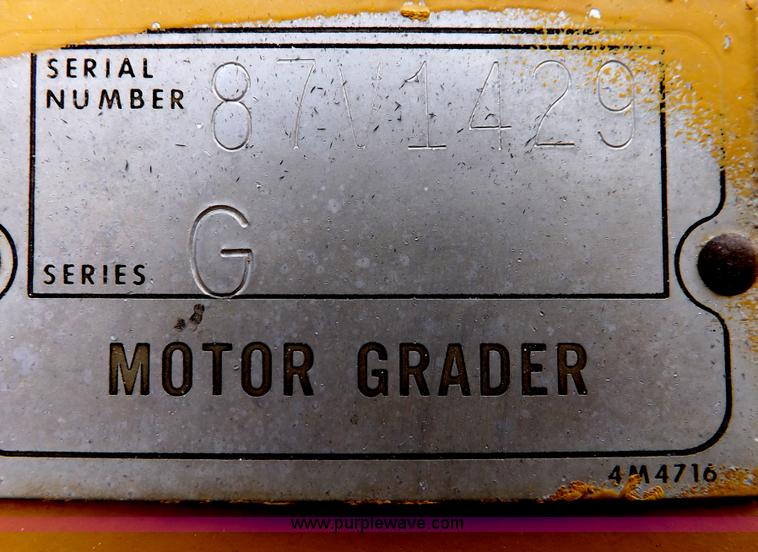 SERIAL
NUMBER 87V1429
SERIES G
MOTOR GRADER
4M4716
www.purplewave.com